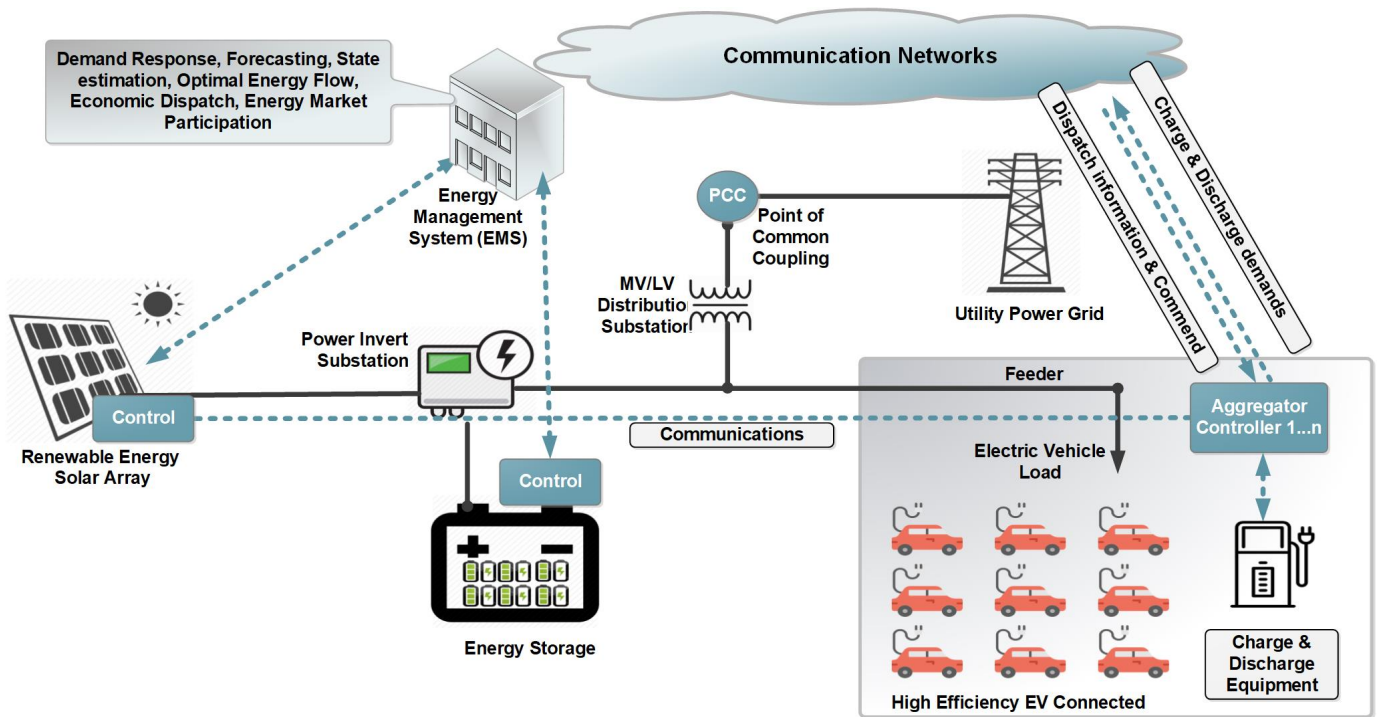 Communication Networks
Demand Response, Forecasting, State
estimation, Optimal Energy Flow,
Economic Dispatch, Energy Market
Participation
Energy
Management
System (EMS)
PCC
Point of
Common
Coupling
Utility Power Grid
Dispatch information & Commend
Charge & Discharge demands
MV/LV
Distributio
Substation
Power Invert
Substation
Control
Renewable Energy
Solar Array
Communications
Control
Energy Storage
Feeder
Electric Vehicle
Load
Aggregator
Controller 1...n
High Efficiency EV Connected
Charge &
Discharge
Equipment